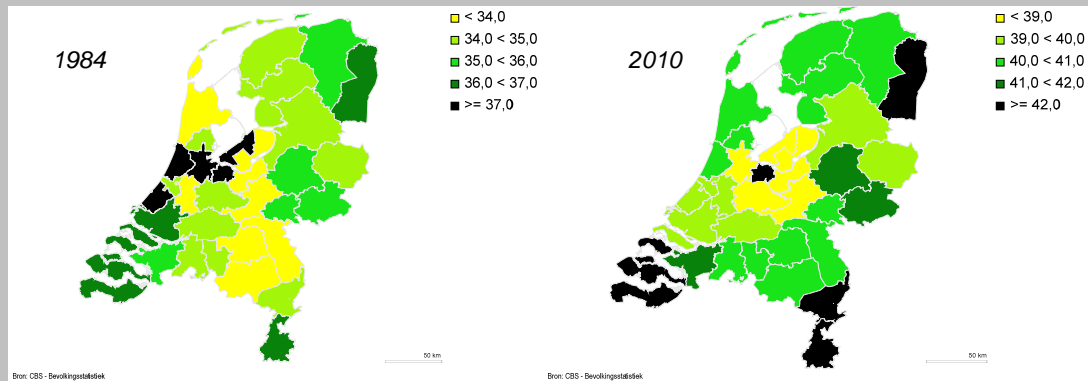 1984
< 34,0
34,0 < 35,0
35,0 < 36,0
36,0 < 37,0
>= 37,0
50 km
Bron: CBS - Bevolkingsstatistiek
2010
< 39,0
39,0 < 40,0
40,0 < 41,0
41,0 < 42,0
>= 42,0
50 km
Bron: CBS - Bevolkingsstatistiek